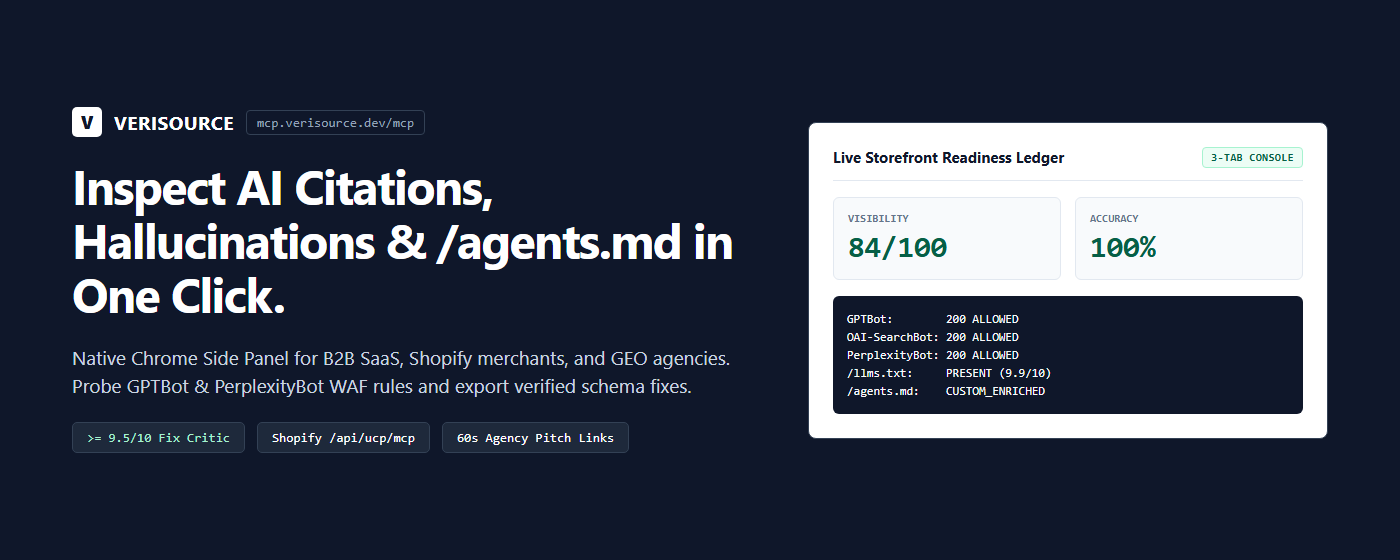 V VERISOURCE mcp.verisource.dev/mcp
Inspect AI Citations,
Hallucinations & /agents.md in
One Click.
Native Chrome Side Panel for B2B SaaS, Shopify merchants, and GEO agencies.
Probe GPTBot & PerplexityBot WAF rules and export verified schema fixes.
>= 9.5/10 Fix Critic Shopify /api/ucp/mcp 60s Agency Pitch Links
Live Storefront Readiness Ledger 3-TAB CONSOLE
VISIBILITY ACCURACY
84/100 100%
GPTBot: 200 ALLOWED
OAI-SearchBot: 200 ALLOWED
PerplexityBot: 200 ALLOWED
/llms.txt: PRESENT (9.9/10)
/agents.md: CUSTOM_ENRICHED